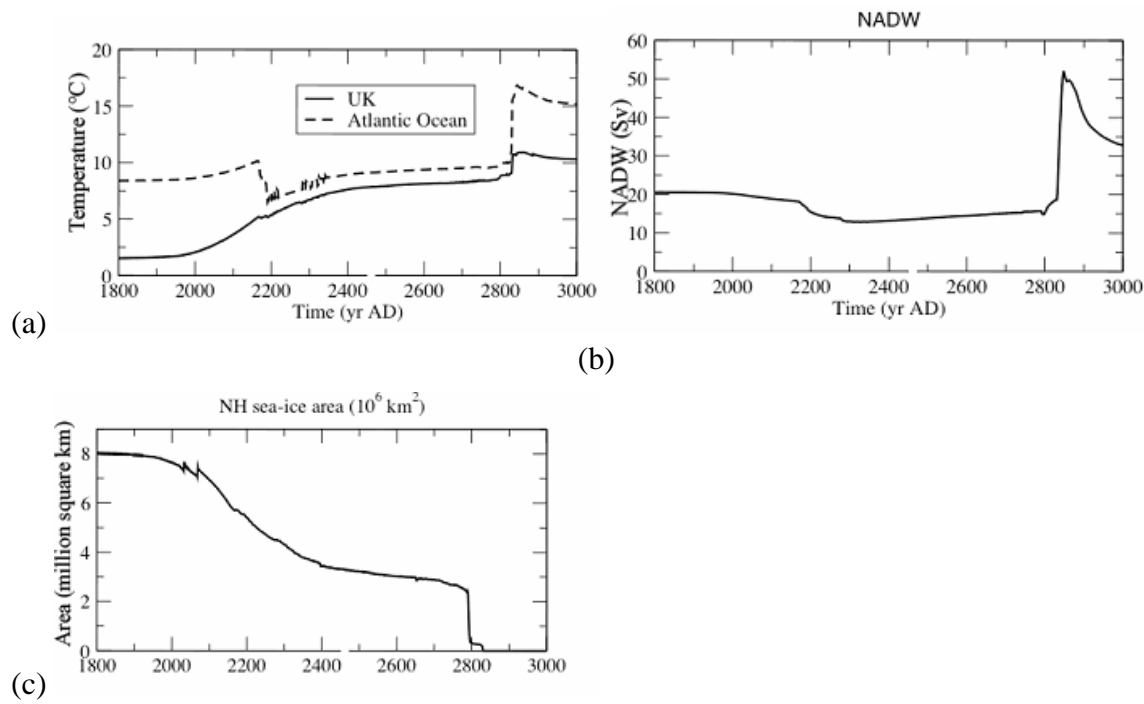 20
15
10
5
0
Temperature (°C)
UK
Atlantic Ocean
1800 2000 2200 2400 2600 2800 3000
Time (yr AD)
(a)
NADW
60
50
40
30
20
10
0
NADW (Sv)
1800 2000 2200 2400 2600 2800 3000
Time (yr AD)
(b)
NH sea-ice area (10⁶ km²)
8
6
4
2
0
Area (million square km)
1800 2000 2200 2400 2600 2800 3000
(c)